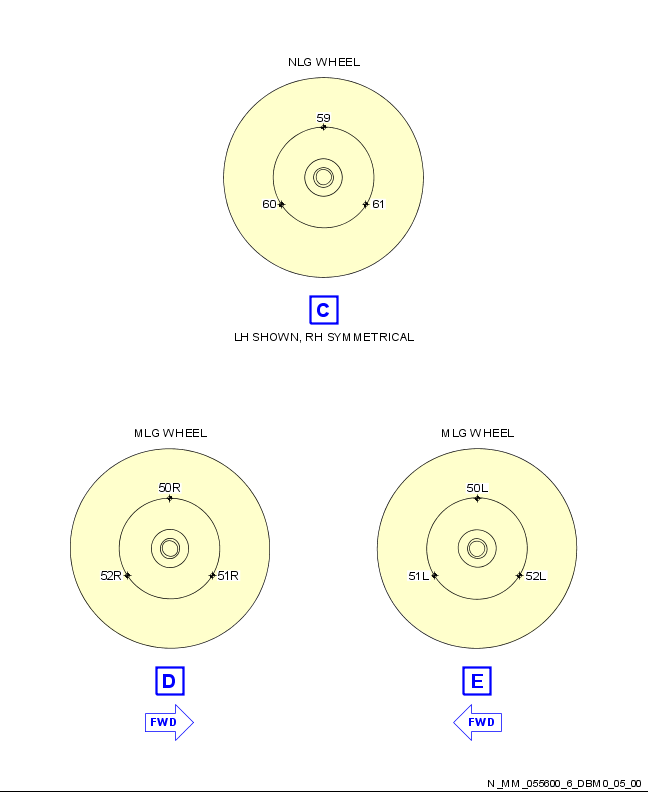 NLG WHEEL
59
60 61
C
LH SHOWN, RH SYMMETRICAL
MLG WHEEL
50R
52R 51R
D
FWD
MLG WHEEL
50L
51L 52L
E
FWD
N_MM_055600_6_DBM0_05_00